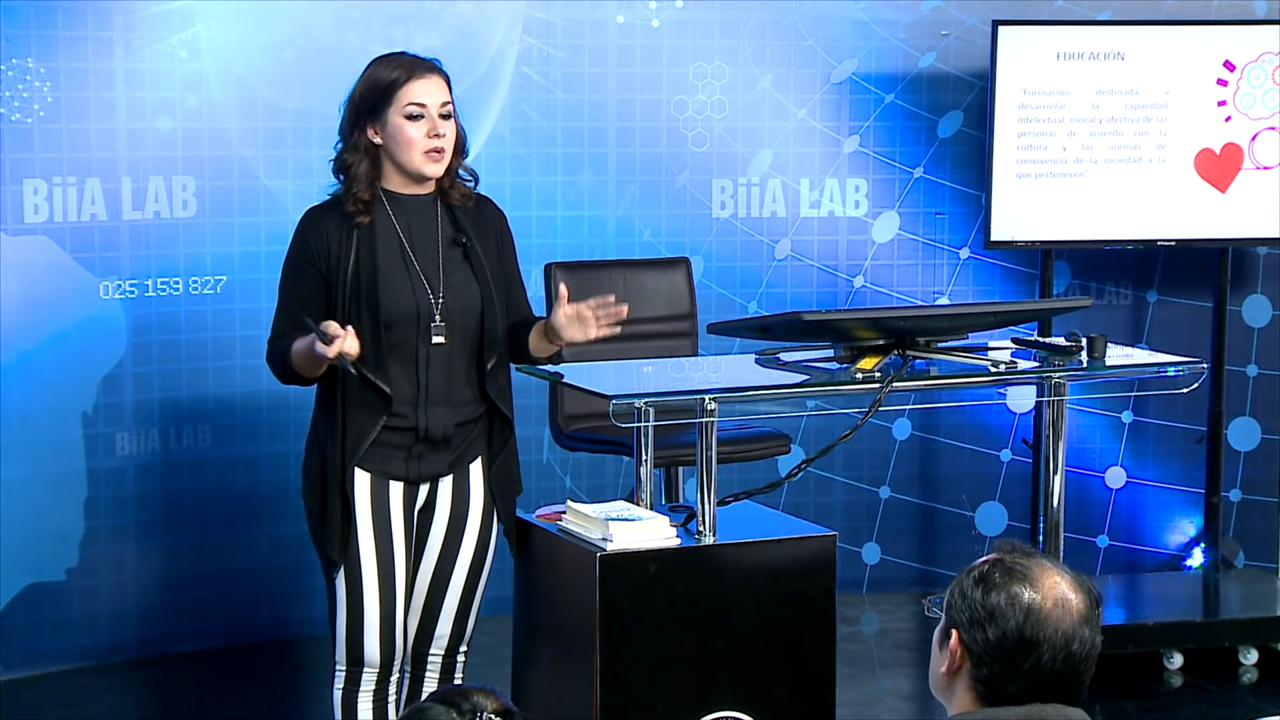 EDUCACIÓN
"Formación destinada a
desarrollar la capacidad
intelectual, moral y afectiva de las
personas de acuerdo con la
cultura y las normas de
convivencia de la sociedad a la
que pertenecen"
BiiA LAB
BiiA LAB
025 159 827
BiiA LAB
BiiA LAB